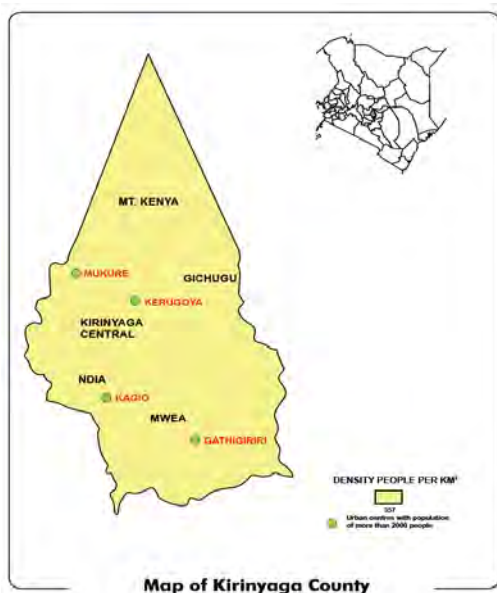 MT. KENYA
MUKURE
GICHUGU
KERUGOYA
KIRINYAGA
CENTRAL
NDIA
KAGIO
MWEA
GATHIGIRIRI
DENSITY PEOPLE PER KM²
357
Urban centres with population
of more than 2000 people
Map of Kirinyaga County